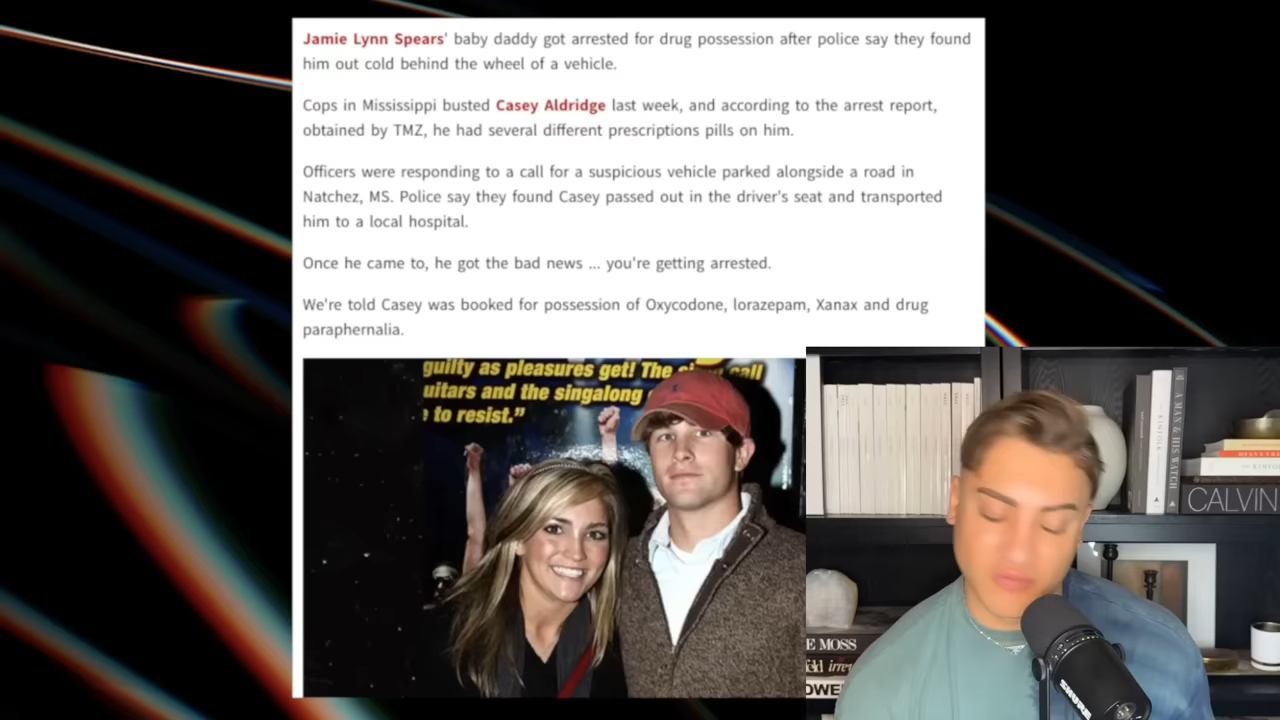 Jamie Lynn Spears' baby daddy got arrested for drug possession after police say they found
him out cold behind the wheel of a vehicle.
Cops in Mississippi busted Casey Aldridge last week, and according to the arrest report,
obtained by TMZ, he had several different prescriptions pills on him.
Officers were responding to a call for a suspicious vehicle parked alongside a road in
Natchez, MS. Police say they found Casey passed out in the driver's seat and transported
him to a local hospital.
Once he came to, he got the bad news ... you're getting arrested.
We're told Casey was booked for possession of Oxycodone, lorazepam, Xanax and drug
paraphernalia.
guilty as pleasures get! The call
uitars and the singalong
to resist."
A MAN & HIS WATCH
KINFOLK
CALVIN
E MOSS
SHURE